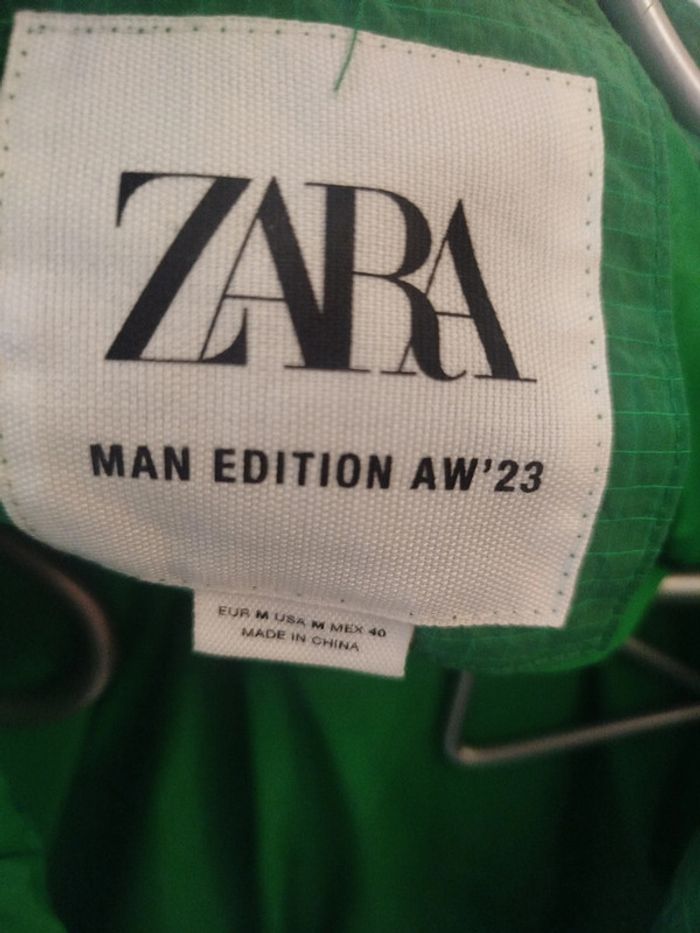 ZARA
MAN EDITION AW'23
EUR M USA M MEX 40
MADE IN CHINA